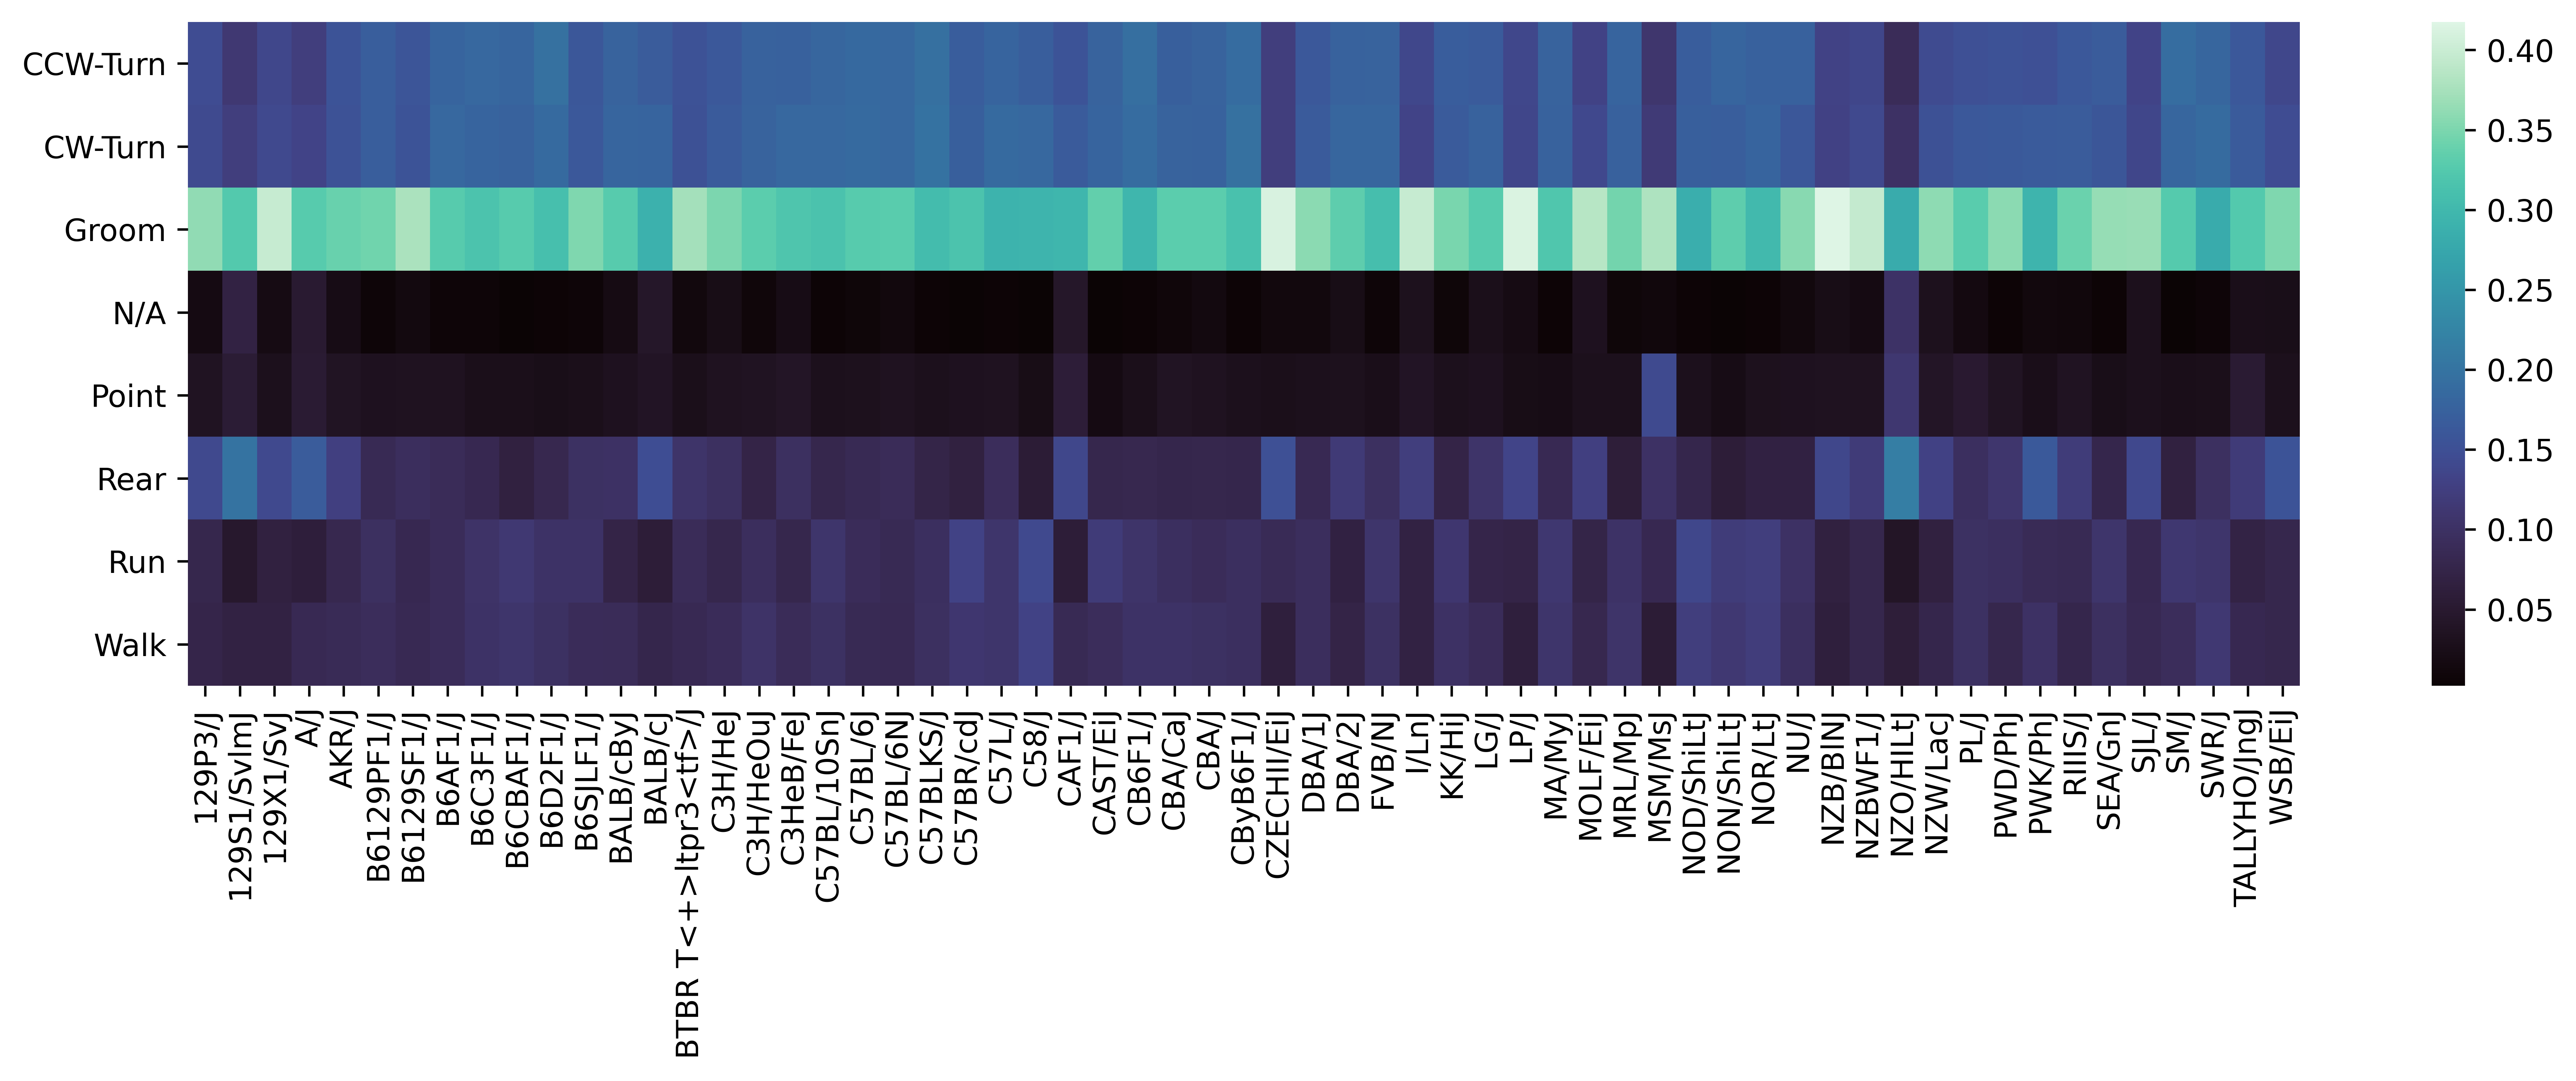 CCW-Turn
CW-Turn
Groom
N/A
Point
Rear
Run
Walk
129P3/J
129S1/SvImJ
129X1/SvJ
A/J
AKR/J
B6129PF1/J
B6129SF1/J
B6AF1/J
B6C3F1/J
B6CBAF1/J
B6D2F1/J
B6SJLF1/J
BALB/cByJ
BALB/cJ
BTBR T<+>ltpr3<tf>/J
C3H/HeJ
C3H/HeOuJ
C3HeB/FeJ
C57BL/10SnJ
C57BL/6J
C57BL/6NJ
C57BLKS/J
C57BR/cdJ
C57L/J
C58/J
CAF1/J
CAST/EiJ
CB6F1/J
CBA/CaJ
CBA/J
CByB6F1/J
CZECHII/EiJ
DBA/1J
DBA/2J
FVB/NJ
I/LnJ
KK/HiJ
LG/J
LP/J
MA/MyJ
MOLF/EiJ
MRL/MpJ
MSM/MsJ
NOD/ShiLtJ
NON/ShiLtJ
NOR/LtJ
NU/J
NZB/BlNJ
NZBWF1/J
NZO/HlLtJ
NZW/LacJ
PL/J
PWD/PhJ
PWK/PhJ
RIIIS/J
SEA/GnJ
SJL/J
SM/J
SWR/J
TALLYHO/JngJ
WSB/EiJ
0.40
0.35
0.30
0.25
0.20
0.15
0.10
0.05